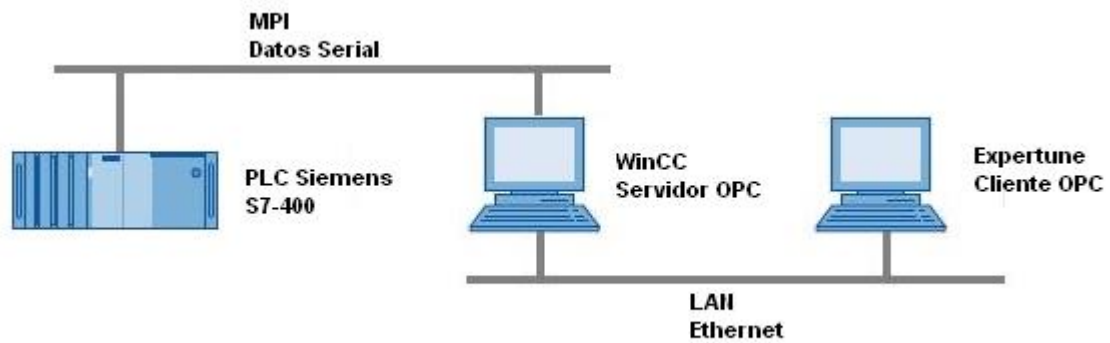 MPI
Datos Serial
PLC Siemens
S7-400
WinCC
Servidor OPC
Expertune
Cliente OPC
LAN
Ethernet